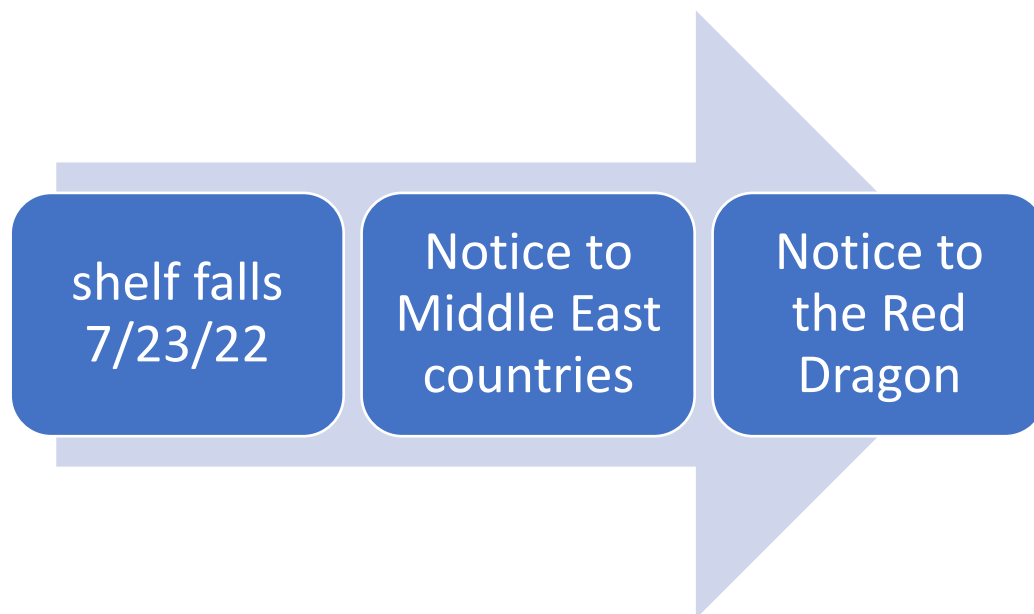 shelf falls
7/23/22
Notice to
Middle East
countries
Notice to
the Red
Dragon